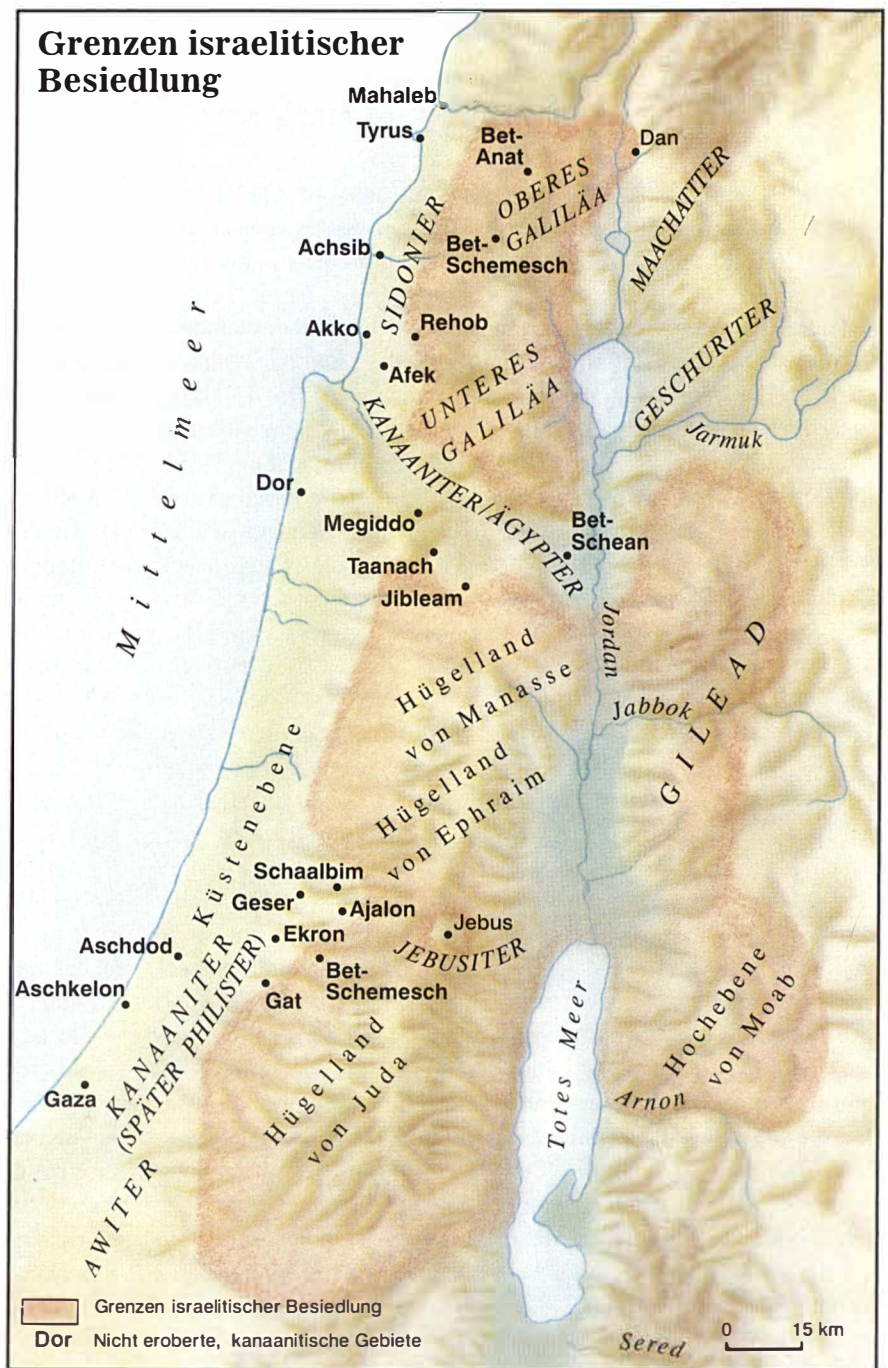 Grenzen israelitischer
Besiedlung
Mahaleb
Tyrus
Bet-
Anat
Dan
OBERES
GALILÄA
MAACHATITER
SIDONIER
Achsib
Bet-
Schemesch
Akko
Rehob
Afek
UNTERES
GALILÄA
GESCHURITER
Jarmuk
Mittelmeer
KANAANITER/ÄGYPTER
Dor
Megiddo
Bet-
Schean
Taanach
Jibleam
Jordan
Hügelland
von Manasse
Jabbok
GILEAD
Hügelland
von Ephraim
Küstenebene
Schaalbim
Geser
Ajalon
Jebus
Ekron
JEBUSITER
Aschdod
Bet-
Schemesch
Aschkelon
Gat
KANAANITER
(SPÄTER PHILISTER)
Hochebene
von Moab
Totes Meer
Gaza
Hügelland
von Juda
Arnon
AWITER
Grenzen israelitischer Besiedlung
Dor Nicht eroberte, kanaanitische Gebiete
Sered
0 15 km